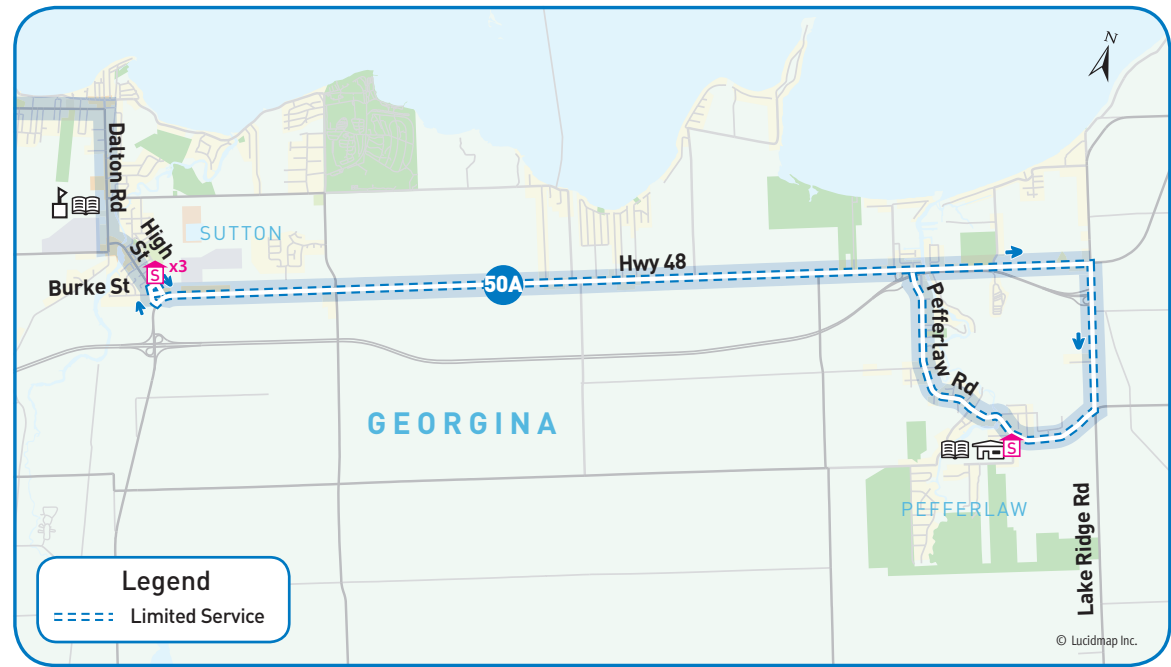 N
Dalton Rd
High
St
SUTTON
S
x3
Burke St
Hwy 48
50A
Pefferlaw Rd
GEORGINA
S
PEFFERLAW
Lake Ridge Rd
Legend
Limited Service
© Lucidmap Inc.